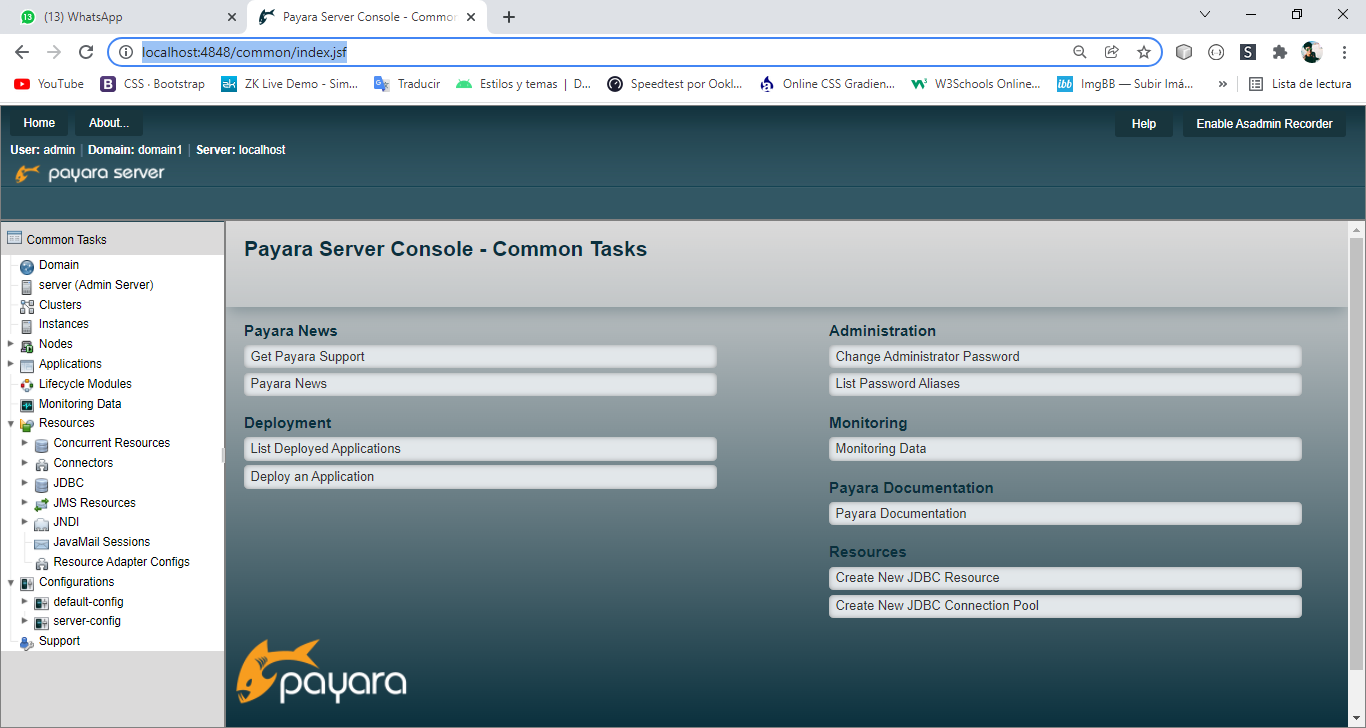 13 (13) WhatsApp
Payara Server Console - Commor
localhost:4848/common/index.jsf
S
YouTube
B CSS · Bootstrap
zk ZK Live Demo - Sim...
Traducir
Estilos y temas | D...
Speedtest por Ookl...
Online CSS Gradien...
W3Schools Online...
ibb ImgBB — Subir Imá...
»
Lista de lectura
Home About...
Help Enable Asadmin Recorder
User: admin | Domain: domain1 | Server: localhost
payara server
Common Tasks
Domain
server (Admin Server)
Clusters
Instances
Nodes
Applications
Lifecycle Modules
Monitoring Data
Resources
Concurrent Resources
Connectors
JDBC
JMS Resources
JNDI
JavaMail Sessions
Resource Adapter Configs
Configurations
default-config
server-config
Support
Payara Server Console - Common Tasks
Payara News
Get Payara Support
Payara News
Deployment
List Deployed Applications
Deploy an Application
Administration
Change Administrator Password
List Password Aliases
Monitoring
Monitoring Data
Payara Documentation
Payara Documentation
Resources
Create New JDBC Resource
Create New JDBC Connection Pool
payara